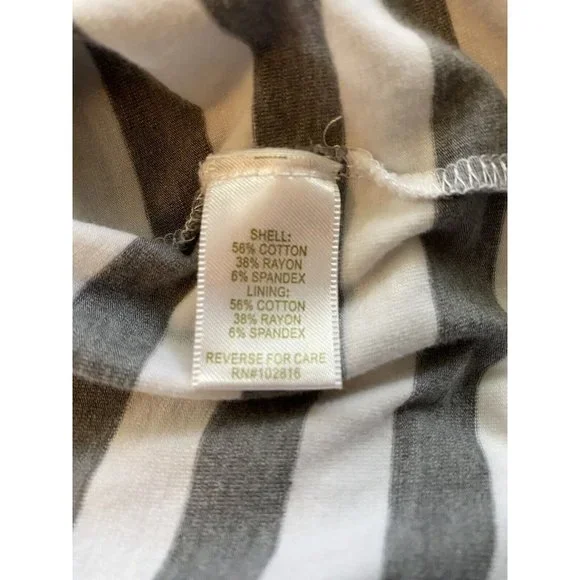 SHELL:
56% COTTON
38% RAYON
6% SPANDEX
LINING:
56% COTTON
38% RAYON
6% SPANDEX
REVERSE FOR CARE
RN#102816